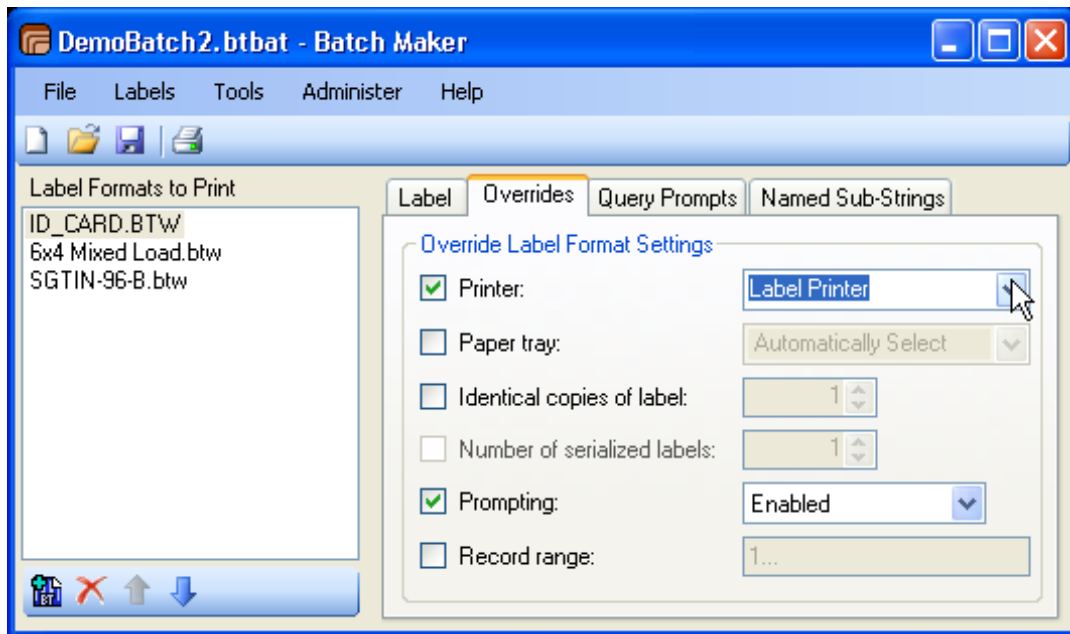 DemoBatch2.btbat - Batch Maker
File Labels Tools Administer Help
Label Formats to Print
ID_CARD.BTW
6x4 Mixed Load.btw
SGTIN-96-B.btw
Label Overrides Query Prompts Named Sub-Strings
Override Label Format Settings
Printer: Label Printer
Paper tray: Automatically Select
Identical copies of label: 1
Number of serialized labels: 1
Prompting: Enabled
Record range: 1...
BT